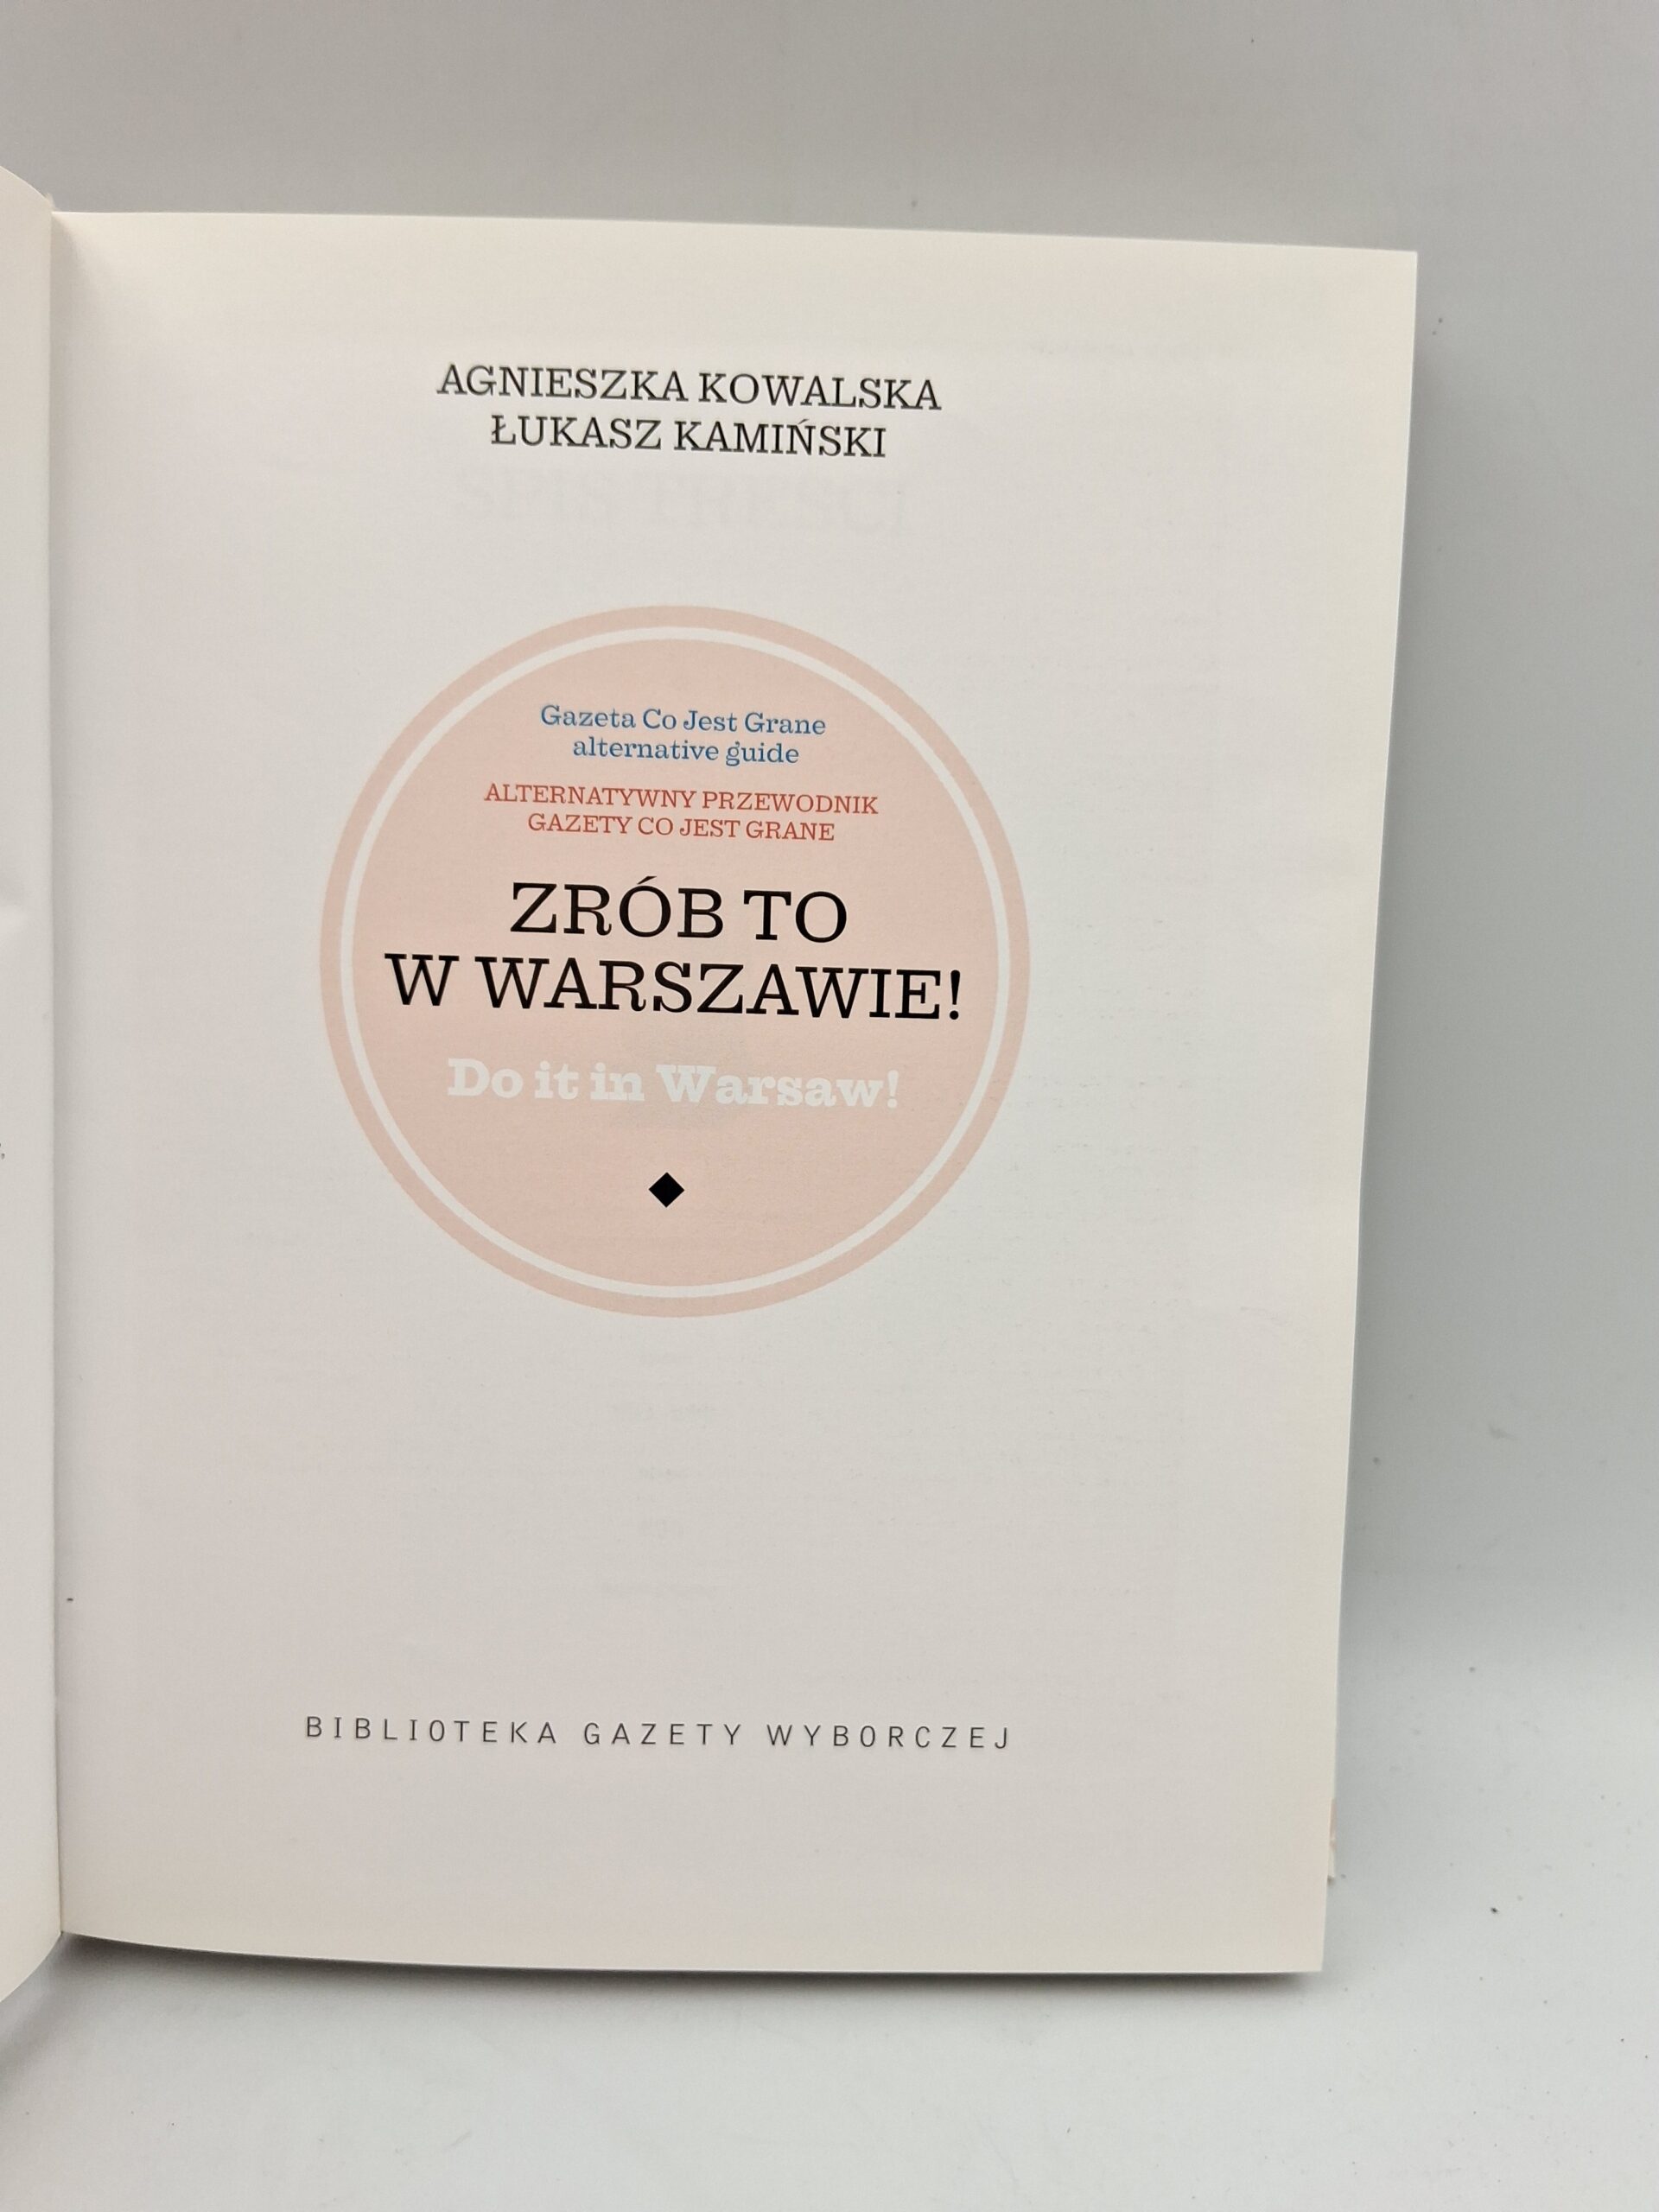 AGNIESZKA KOWALSKA
ŁUKASZ KAMIŃSKI
Gazeta Co Jest Grane
alternative guide
ALTERNATYWNY PRZEWODNIK
GAZETY CO JEST GRANE
ZRÓB TO
W WARSZAWIE!
Do it in Warsaw!
BIBLIOTEKA GAZETY WYBORCZEJ